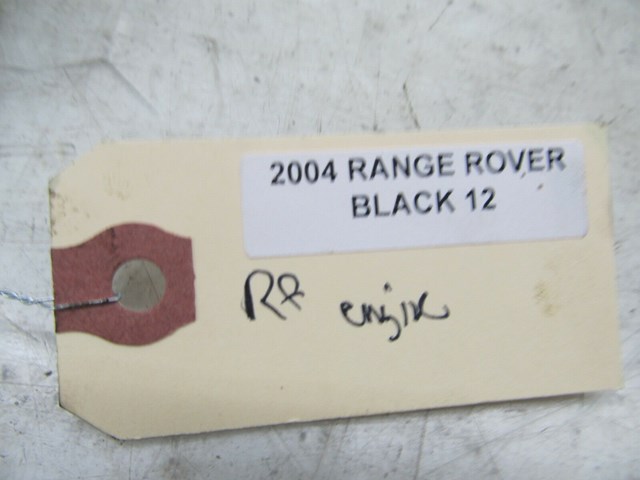 2004 RANGE ROVER
BLACK 12
RF engine